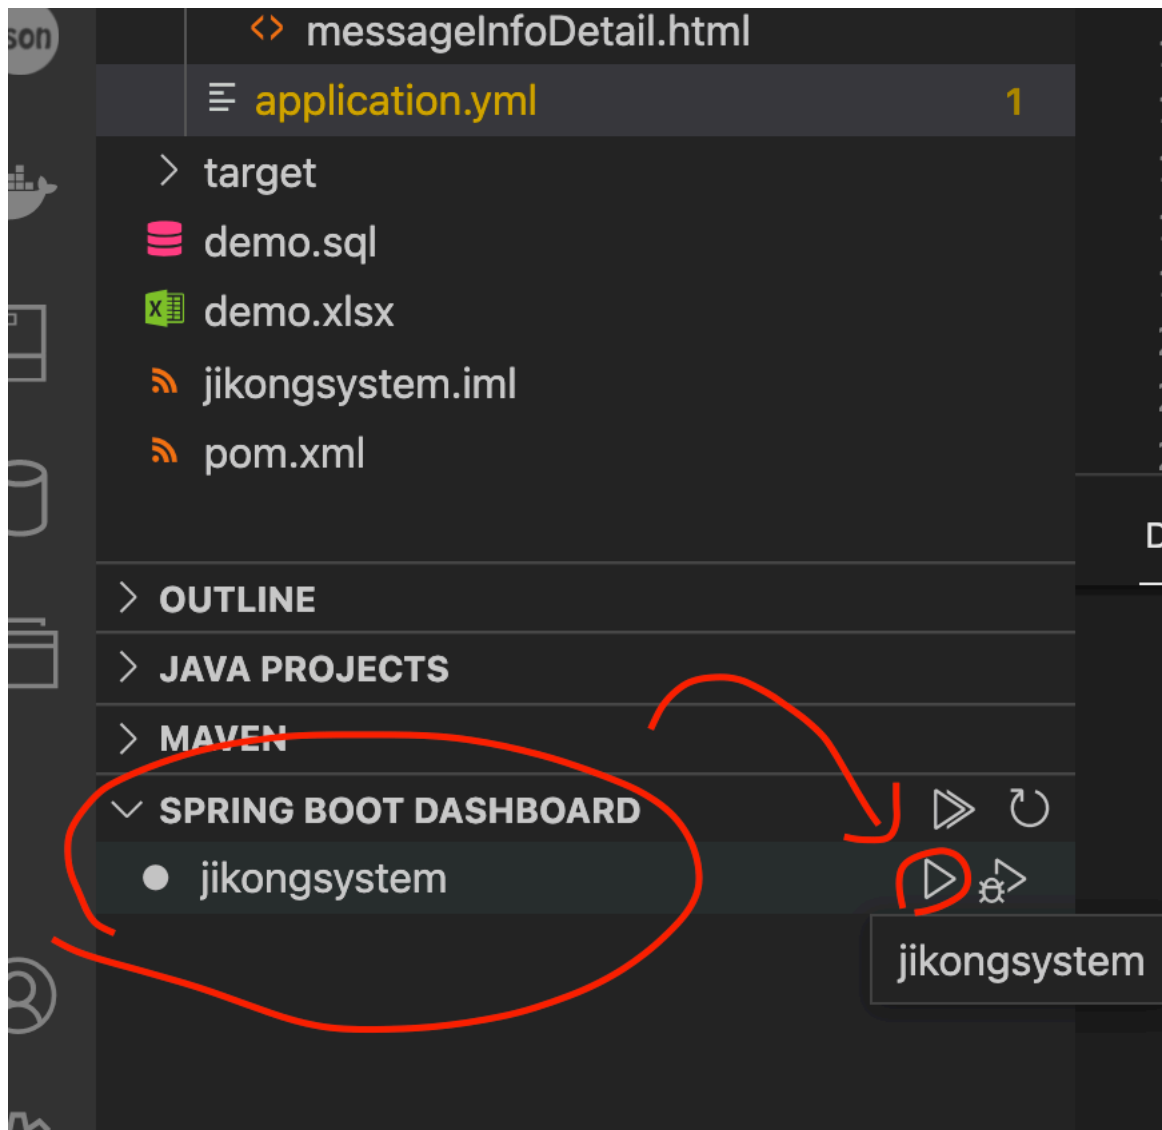 son
messageInfoDetail.html
application.yml 1
target
demo.sql
demo.xlsx
jikongsystem.iml
pom.xml
OUTLINE
JAVA PROJECTS
MAVEN
SPRING BOOT DASHBOARD
jikongsystem
jikongsystem